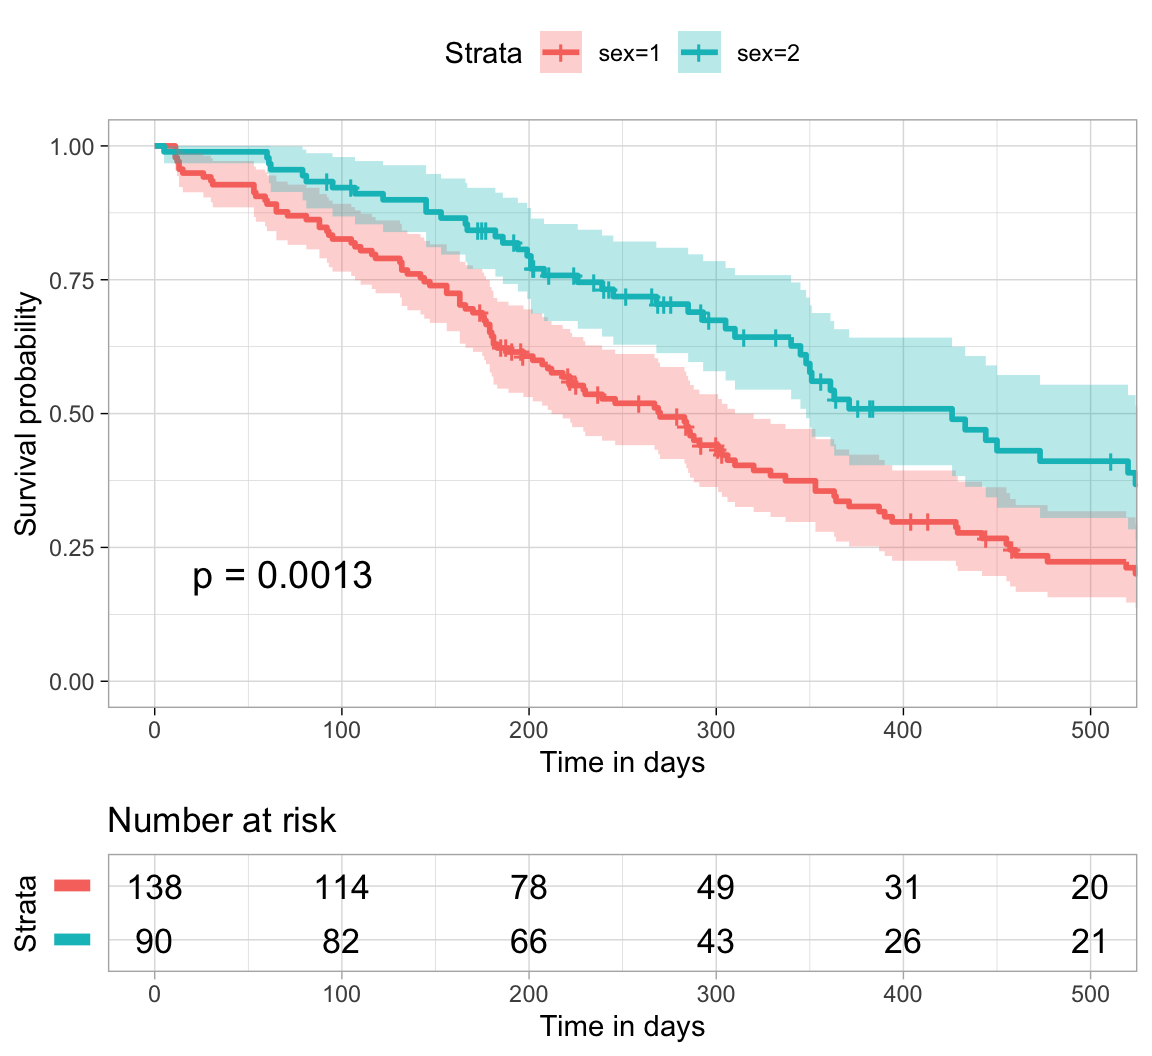 Strata sex=1 sex=2
Survival probability
1.00
0.75
0.50
0.25
0.00
p = 0.0013
0 100 200 300 400 500
Time in days
Number at risk
Strata
138 114 78 49 31 20
90 82 66 43 26 21
0 100 200 300 400 500
Time in days